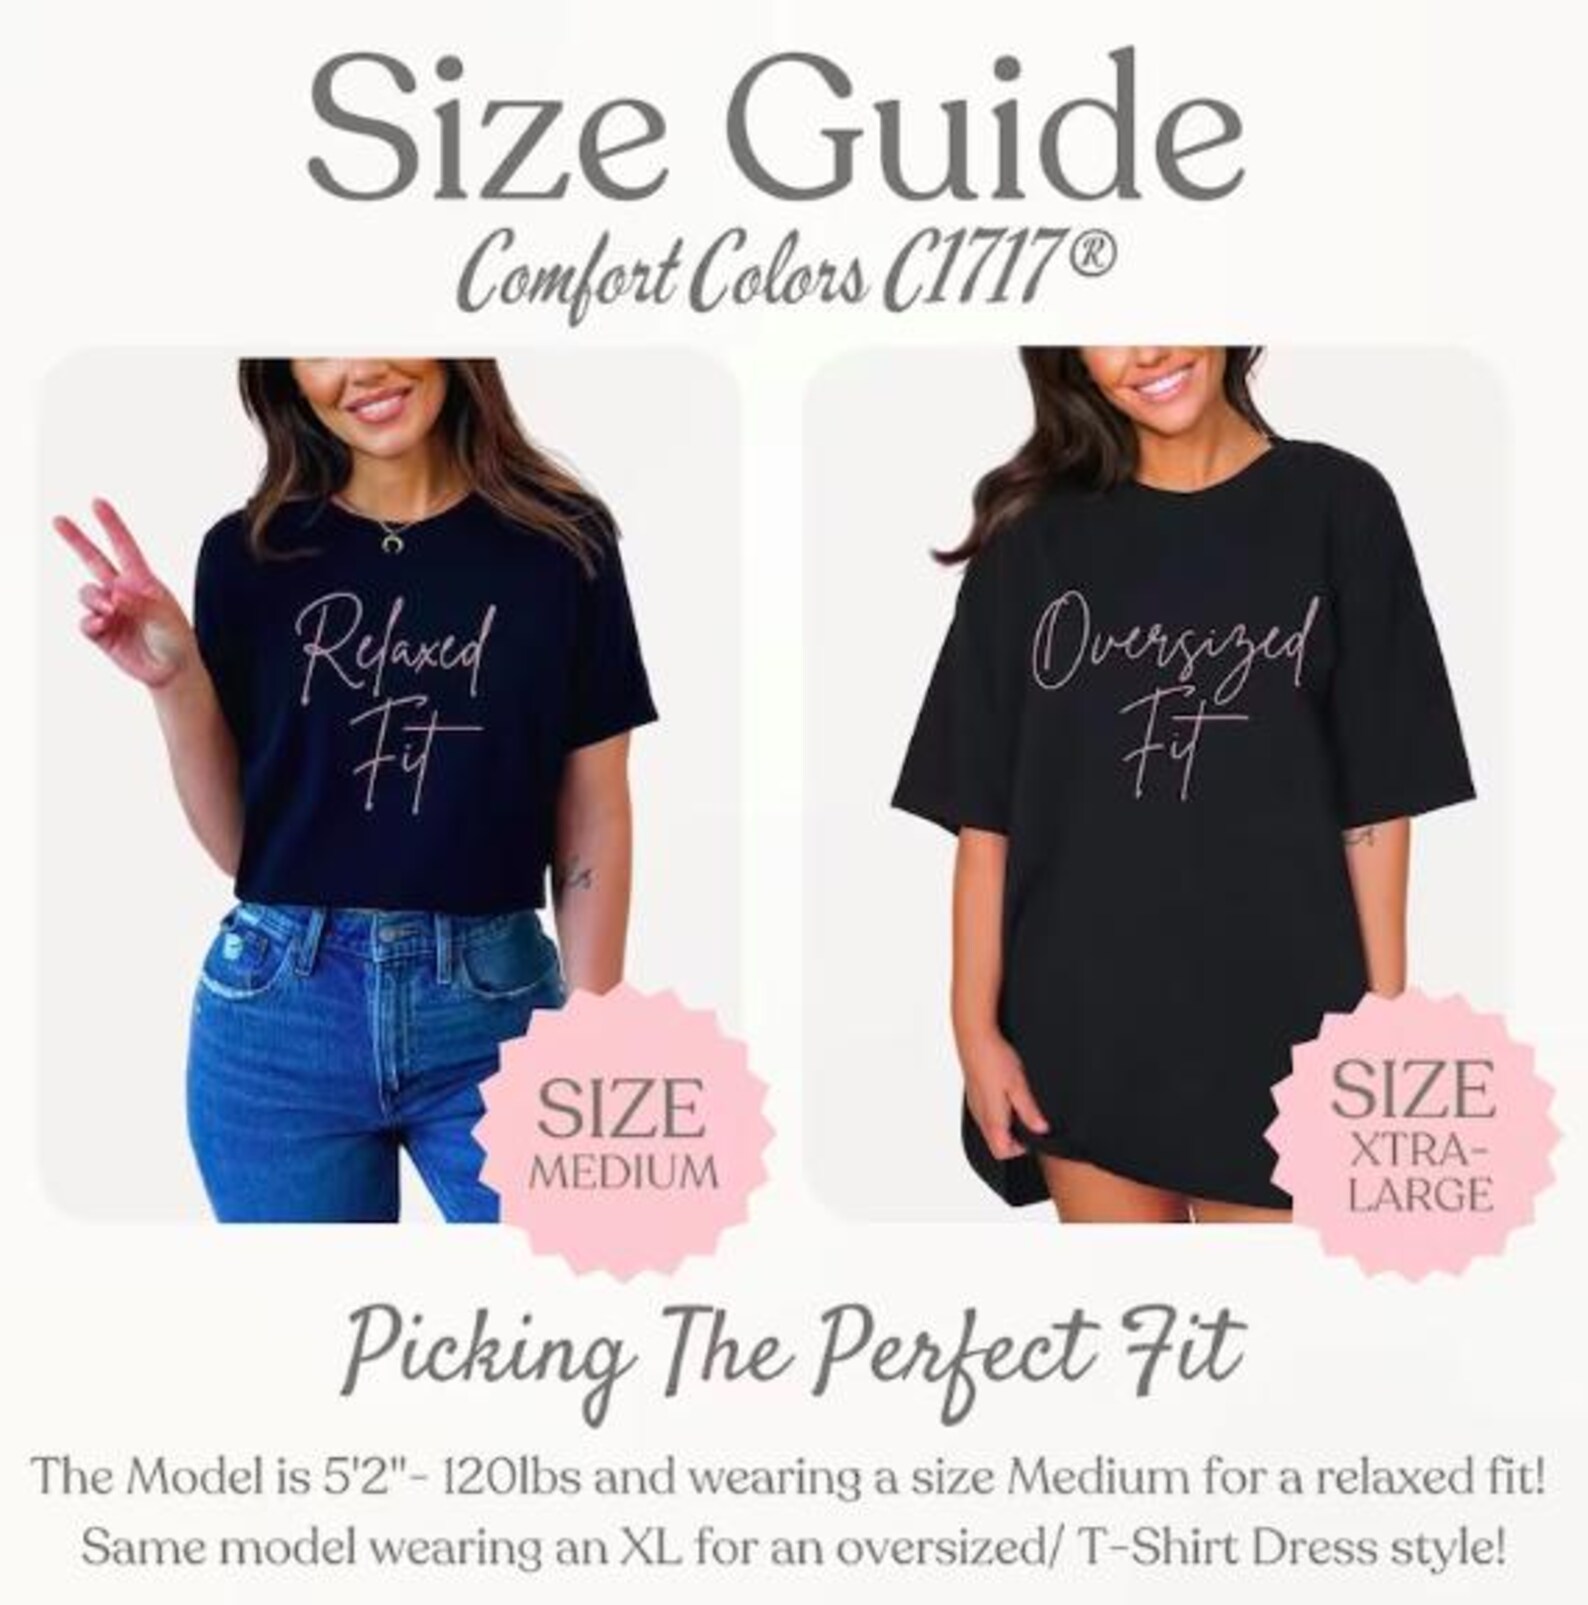 Size Guide
Comfort Colors C1717®
Relaxed
Fit
Oversized
Fit
SIZE
MEDIUM
SIZE
XTRA-
LARGE
Picking The Perfect Fit
The Model is 5'2"- 120lbs and wearing a size Medium for a relaxed fit!
Same model wearing an XL for an oversized/ T-Shirt Dress style!